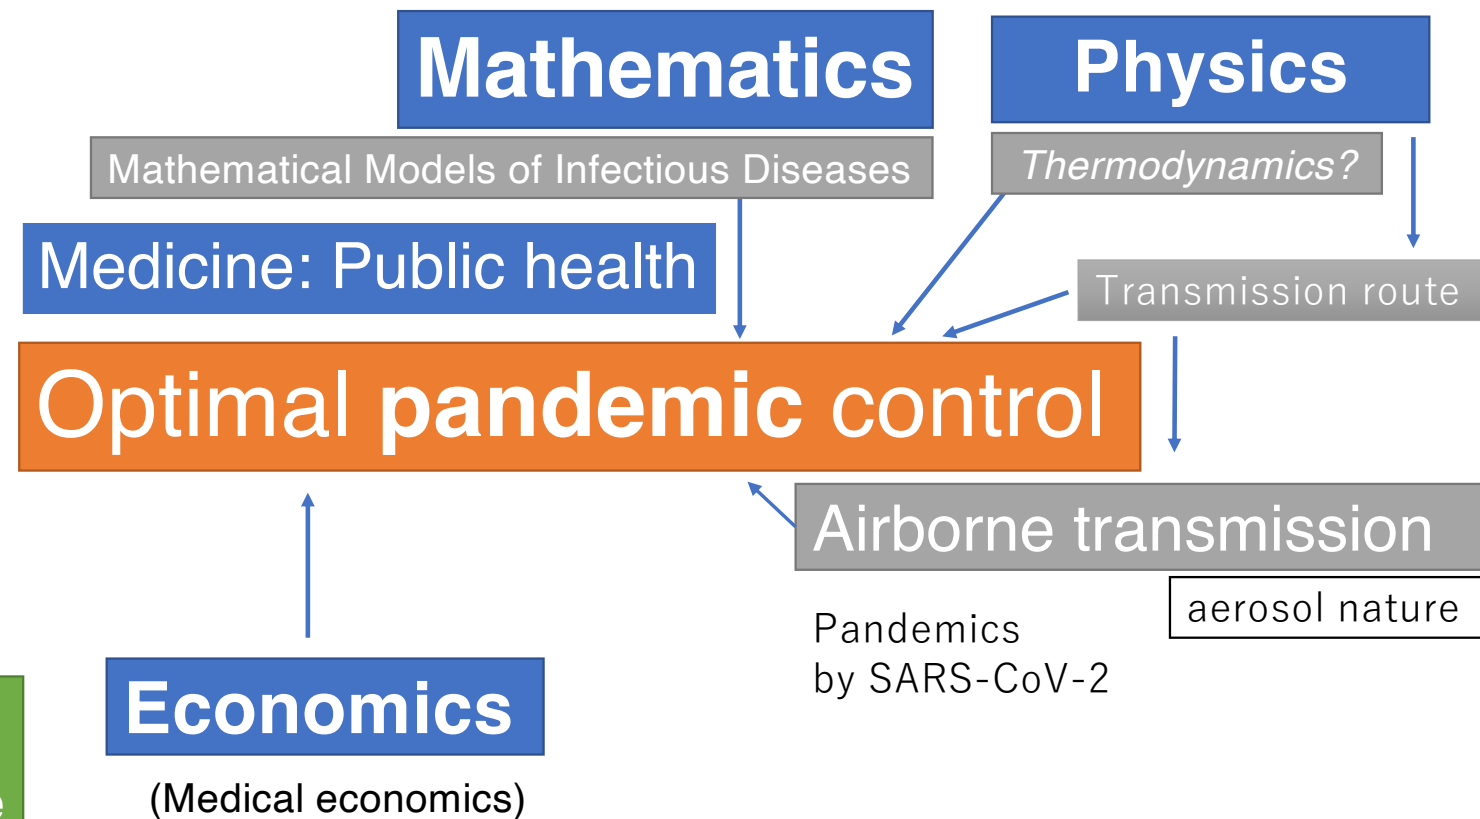 Mathematics
Physics
Mathematical Models of Infectious Diseases
Thermodynamics?
Medicine: Public health
Transmission route
Optimal pandemic control
Airborne transmission
aerosol nature
Pandemics
by SARS-CoV-2
Economics
(Medical economics)